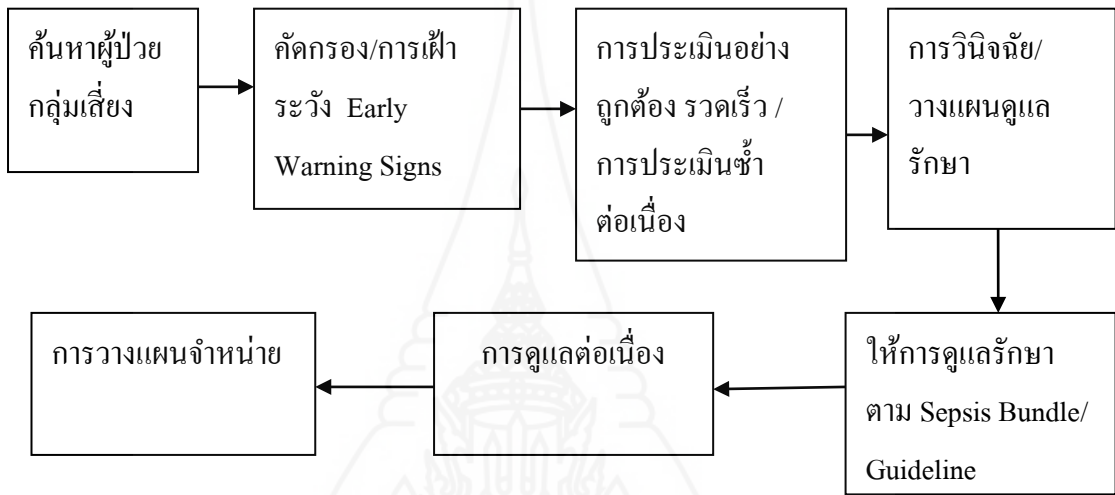 ค้นหาผู้ป่วย
กลุ่มเสี่ยง
คัดกรอง/การเฝ้า
ระวัง Early
Warning Signs
การประเมินอย่าง
ถูกต้อง รวดเร็ว /
การประเมินซ้ำ
ต่อเนื่อง
การวินิจฉัย/
วางแผนดูแล
รักษา
ให้การดูแลรักษา
ตาม Sepsis Bundle/
Guideline
การดูแลต่อเนื่อง
การวางแผนจำหน่าย